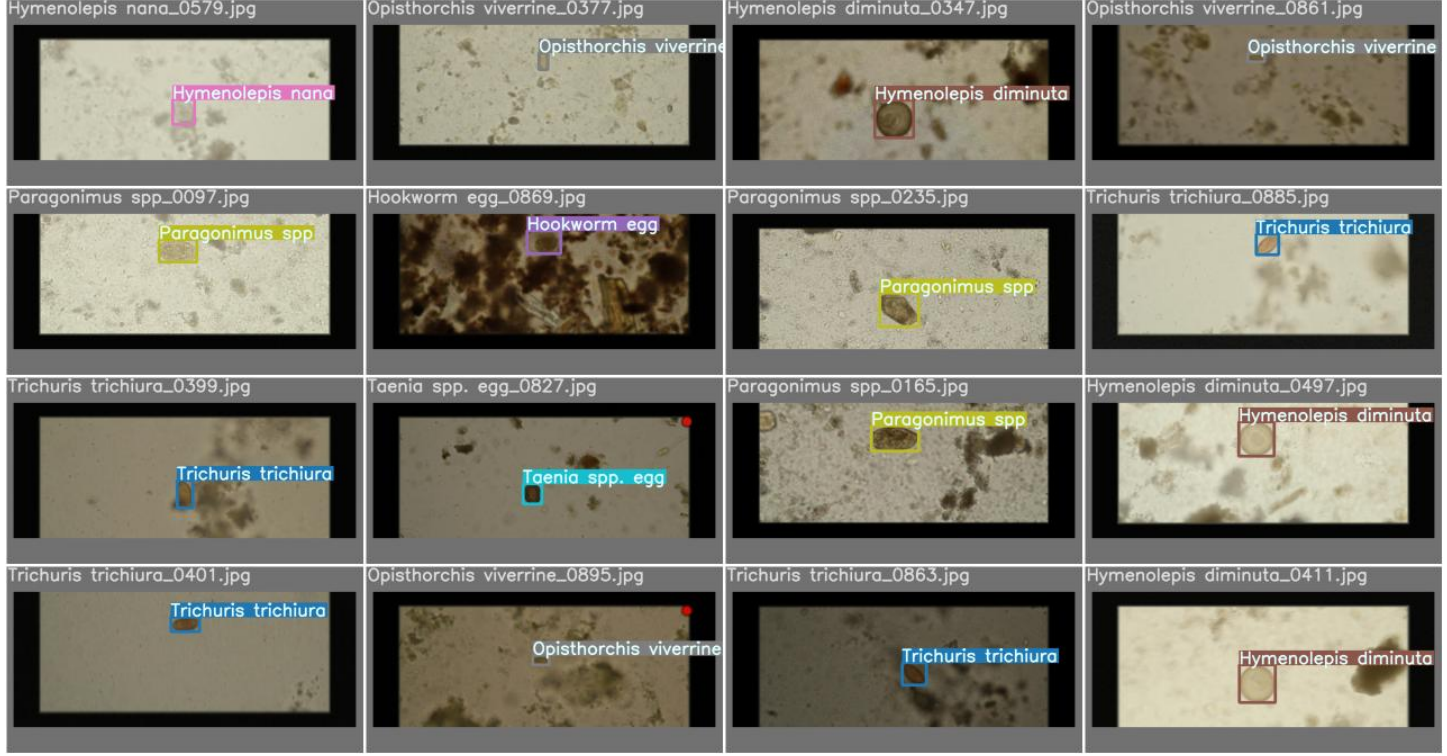 Hymenolepis nana_0579.jpg
Opisthorchis viverrine_0377.jpg
Hymenolepis diminuta_0347.jpg
Opisthorchis viverrine_0861.jpg
Hymenolepis nana
Opisthorchis viverrine
Hymenolepis diminuta
Opisthorchis viverrine
Paragonimus spp_0097.jpg
Hookworm egg_0869.jpg
Paragonimus spp_0235.jpg
Trichuris trichiura_0885.jpg
Paragonimus spp
Hookworm egg
Paragonimus spp
Trichuris trichiura
Trichuris trichiura_0399.jpg
Taenia spp. egg_0827.jpg
Paragonimus spp_0165.jpg
Hymenolepis diminuta_0497.jpg
Trichuris trichiura
Taenia spp. egg
Paragonimus spp
Hymenolepis diminuta
Trichuris trichiura_0401.jpg
Opisthorchis viverrine_0895.jpg
Trichuris trichiura_0863.jpg
Hymenolepis diminuta_0411.jpg
Trichuris trichiura
Opisthorchis viverrine
Trichuris trichiura
Hymenolepis diminuta